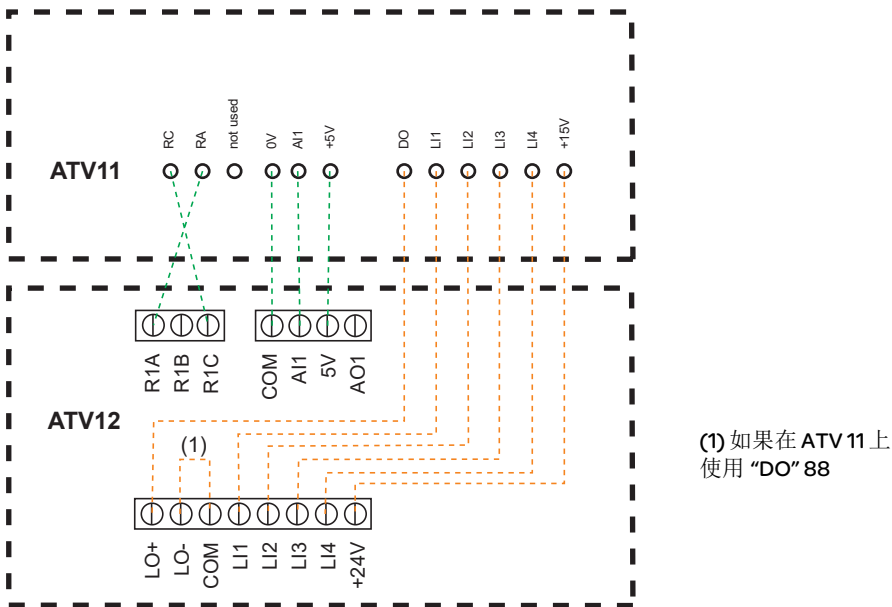 RC RA not used 0V AI1 +5V DO LI1 LI2 LI3 LI4 +15V
ATV11
R1A R1B R1C COM AI1 5V AO1
ATV12
(1)
LO+ LO- COM LI1 LI2 LI3 LI4 +24V
(1) 如果在 ATV 11 上
使用 “DO” 88